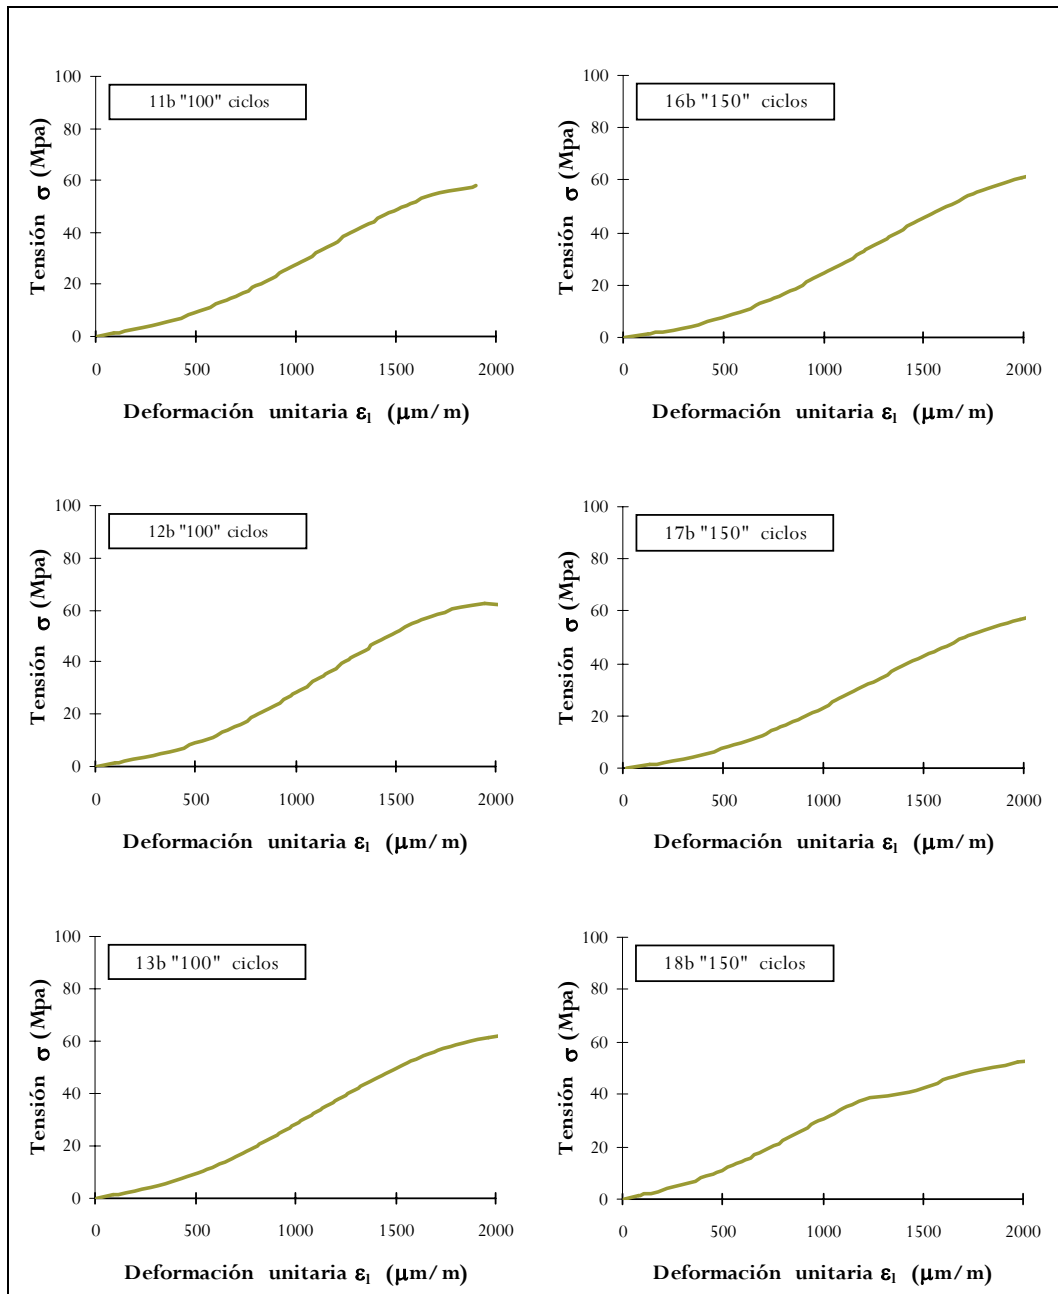 100
80
60
40
20
0
Tensión σ (Mpa)
11b "100" ciclos
0 500 1000 1500 2000
Deformación unitaria εl (μm/m)
100
80
60
40
20
0
Tensión σ (Mpa)
16b "150" ciclos
0 500 1000 1500 2000
Deformación unitaria εl (μm/m)
100
80
60
40
20
0
Tensión σ (Mpa)
12b "100" ciclos
0 500 1000 1500 2000
Deformación unitaria εl (μm/m)
100
80
60
40
20
0
Tensión σ (Mpa)
17b "150" ciclos
0 500 1000 1500 2000
Deformación unitaria εl (μm/m)
100
80
60
40
20
0
Tensión σ (Mpa)
13b "100" ciclos
0 500 1000 1500 2000
Deformación unitaria εl (μm/m)
100
80
60
40
20
0
Tensión σ (Mpa)
18b "150" ciclos
0 500 1000 1500 2000
Deformación unitaria εl (μm/m)